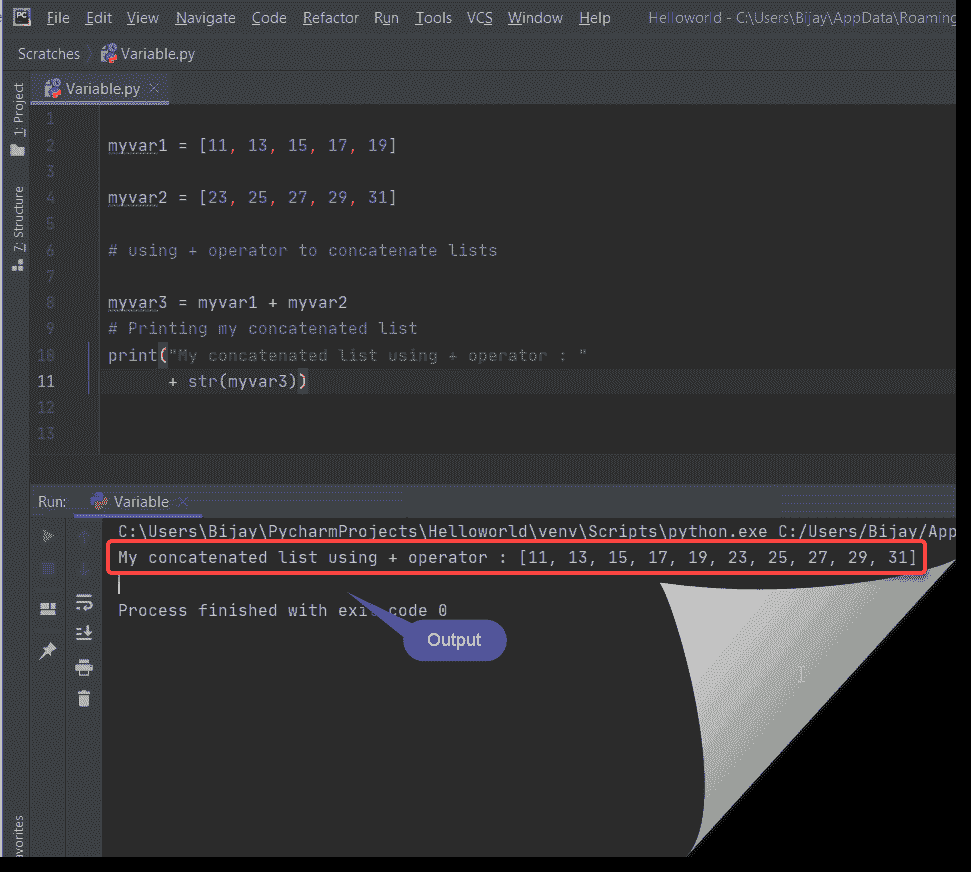 PC File Edit View Navigate Code Refactor Run Tools VCS Window Help Helloworld - C:\Users\Bijay\AppData\Roaming
Scratches Variable.py
Variable.py
1: Project
7: Structure
1
2 myvar1 = [11, 13, 15, 17, 19]
3
4 myvar2 = [23, 25, 27, 29, 31]
5
6 # using + operator to concatenate lists
7
8 myvar3 = myvar1 + myvar2
9 # Printing my concatenated list
10 print("My concatenated list using + operator : "
11 + str(myvar3))
12
13
Run: Variable
C:\Users\Bijay\PycharmProjects\Helloworld\venv\Scripts\python.exe C:/Users/Bijay/App
My concatenated list using + operator : [11, 13, 15, 17, 19, 23, 25, 27, 29, 31]
Process finished with exit code 0
Output
avorites